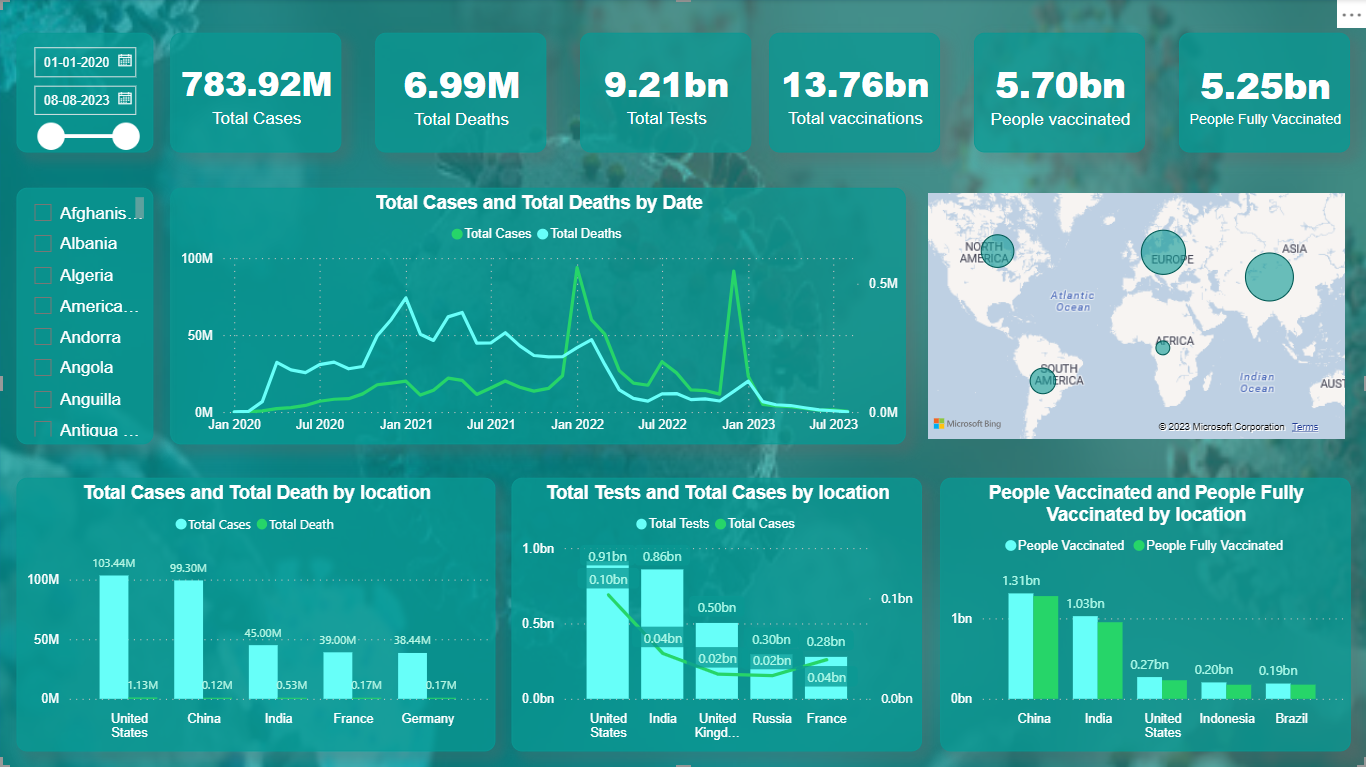 01-01-2020
08-08-2023
783.92M
Total Cases
6.99M
Total Deaths
9.21bn
Total Tests
13.76bn
Total vaccinations
5.70bn
People vaccinated
5.25bn
People Fully Vaccinated
Afghanis...
Albania
Algeria
America...
Andorra
Angola
Anguilla
Antigua ...
Total Cases and Total Deaths by Date
Total Cases Total Deaths
100M
50M
0M
0.5M
0.0M
Jan 2020 Jul 2020 Jan 2021 Jul 2021 Jan 2022 Jul 2022 Jan 2023 Jul 2023
NORTH
AMERICA
EUROPE
ASIA
Atlantic
Ocean
AFRICA
SOUTH
AMERICA
Indian
Ocean
AUST
Microsoft Bing
© 2023 Microsoft Corporation Terms
Total Cases and Total Death by location
Total Cases Total Death
100M
50M
0M
103.44M
99.30M
45.00M
39.00M
38.44M
1.13M
0.12M
0.53M
0.17M
0.17M
United
States
China
India
France
Germany
Total Tests and Total Cases by location
Total Tests Total Cases
1.0bn
0.5bn
0.0bn
0.91bn
0.86bn
0.50bn
0.30bn
0.28bn
0.10bn
0.04bn
0.02bn
0.02bn
0.04bn
0.1bn
0.0bn
United
States
India
United
Kingd...
Russia
France
People Vaccinated and People Fully
Vaccinated by location
People Vaccinated People Fully Vaccinated
1bn
0bn
1.31bn
1.03bn
0.27bn
0.20bn
0.19bn
China
India
United
States
Indonesia
Brazil